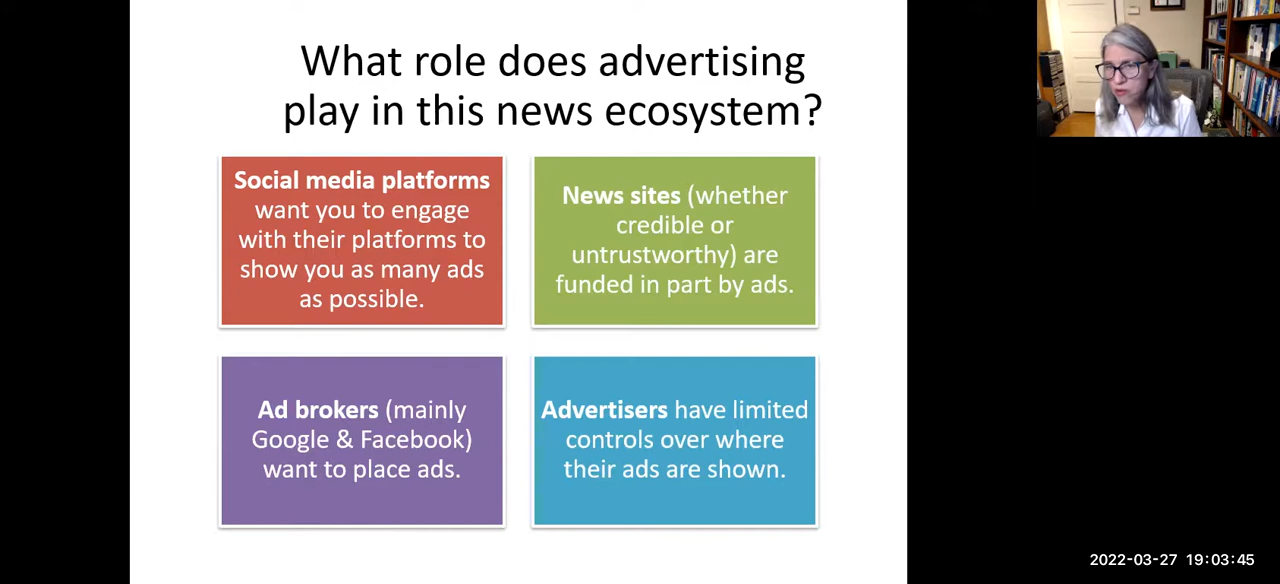 What role does advertising
play in this news ecosystem?
Social media platforms
want you to engage
with their platforms to
show you as many ads
as possible.
News sites (whether
credible or
untrustworthy) are
funded in part by ads.
Ad brokers (mainly
Google & Facebook)
want to place ads.
Advertisers have limited
controls over where
their ads are shown.
2022-03-27 19:03:45